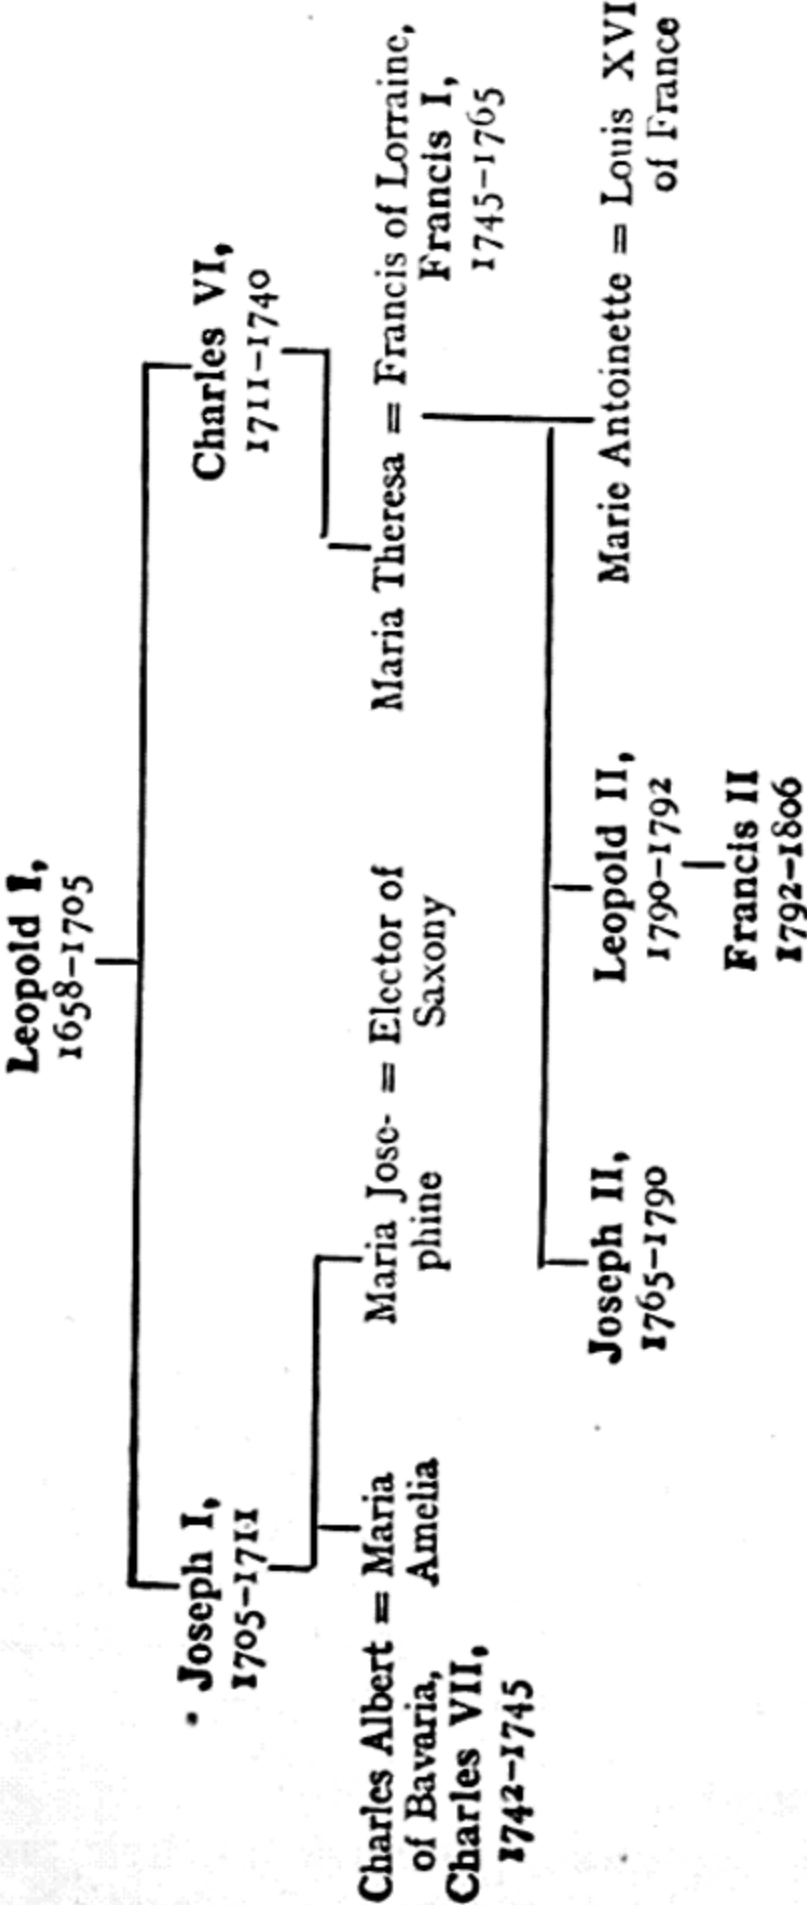 Leopold I,
1658–1705
Joseph I,
1705–1711
Charles VI,
1711–1740
Charles Albert = Maria
of Bavaria, Amelia
Charles VII,
1742–1745
Maria Jose- = Elector of
phine Saxony
Maria Theresa = Francis of Lorraine,
Francis I,
1745–1765
Joseph II,
1765–1790
Leopold II,
1790–1792
Marie Antoinette = Louis XVI
of France
Francis II
1792–1806